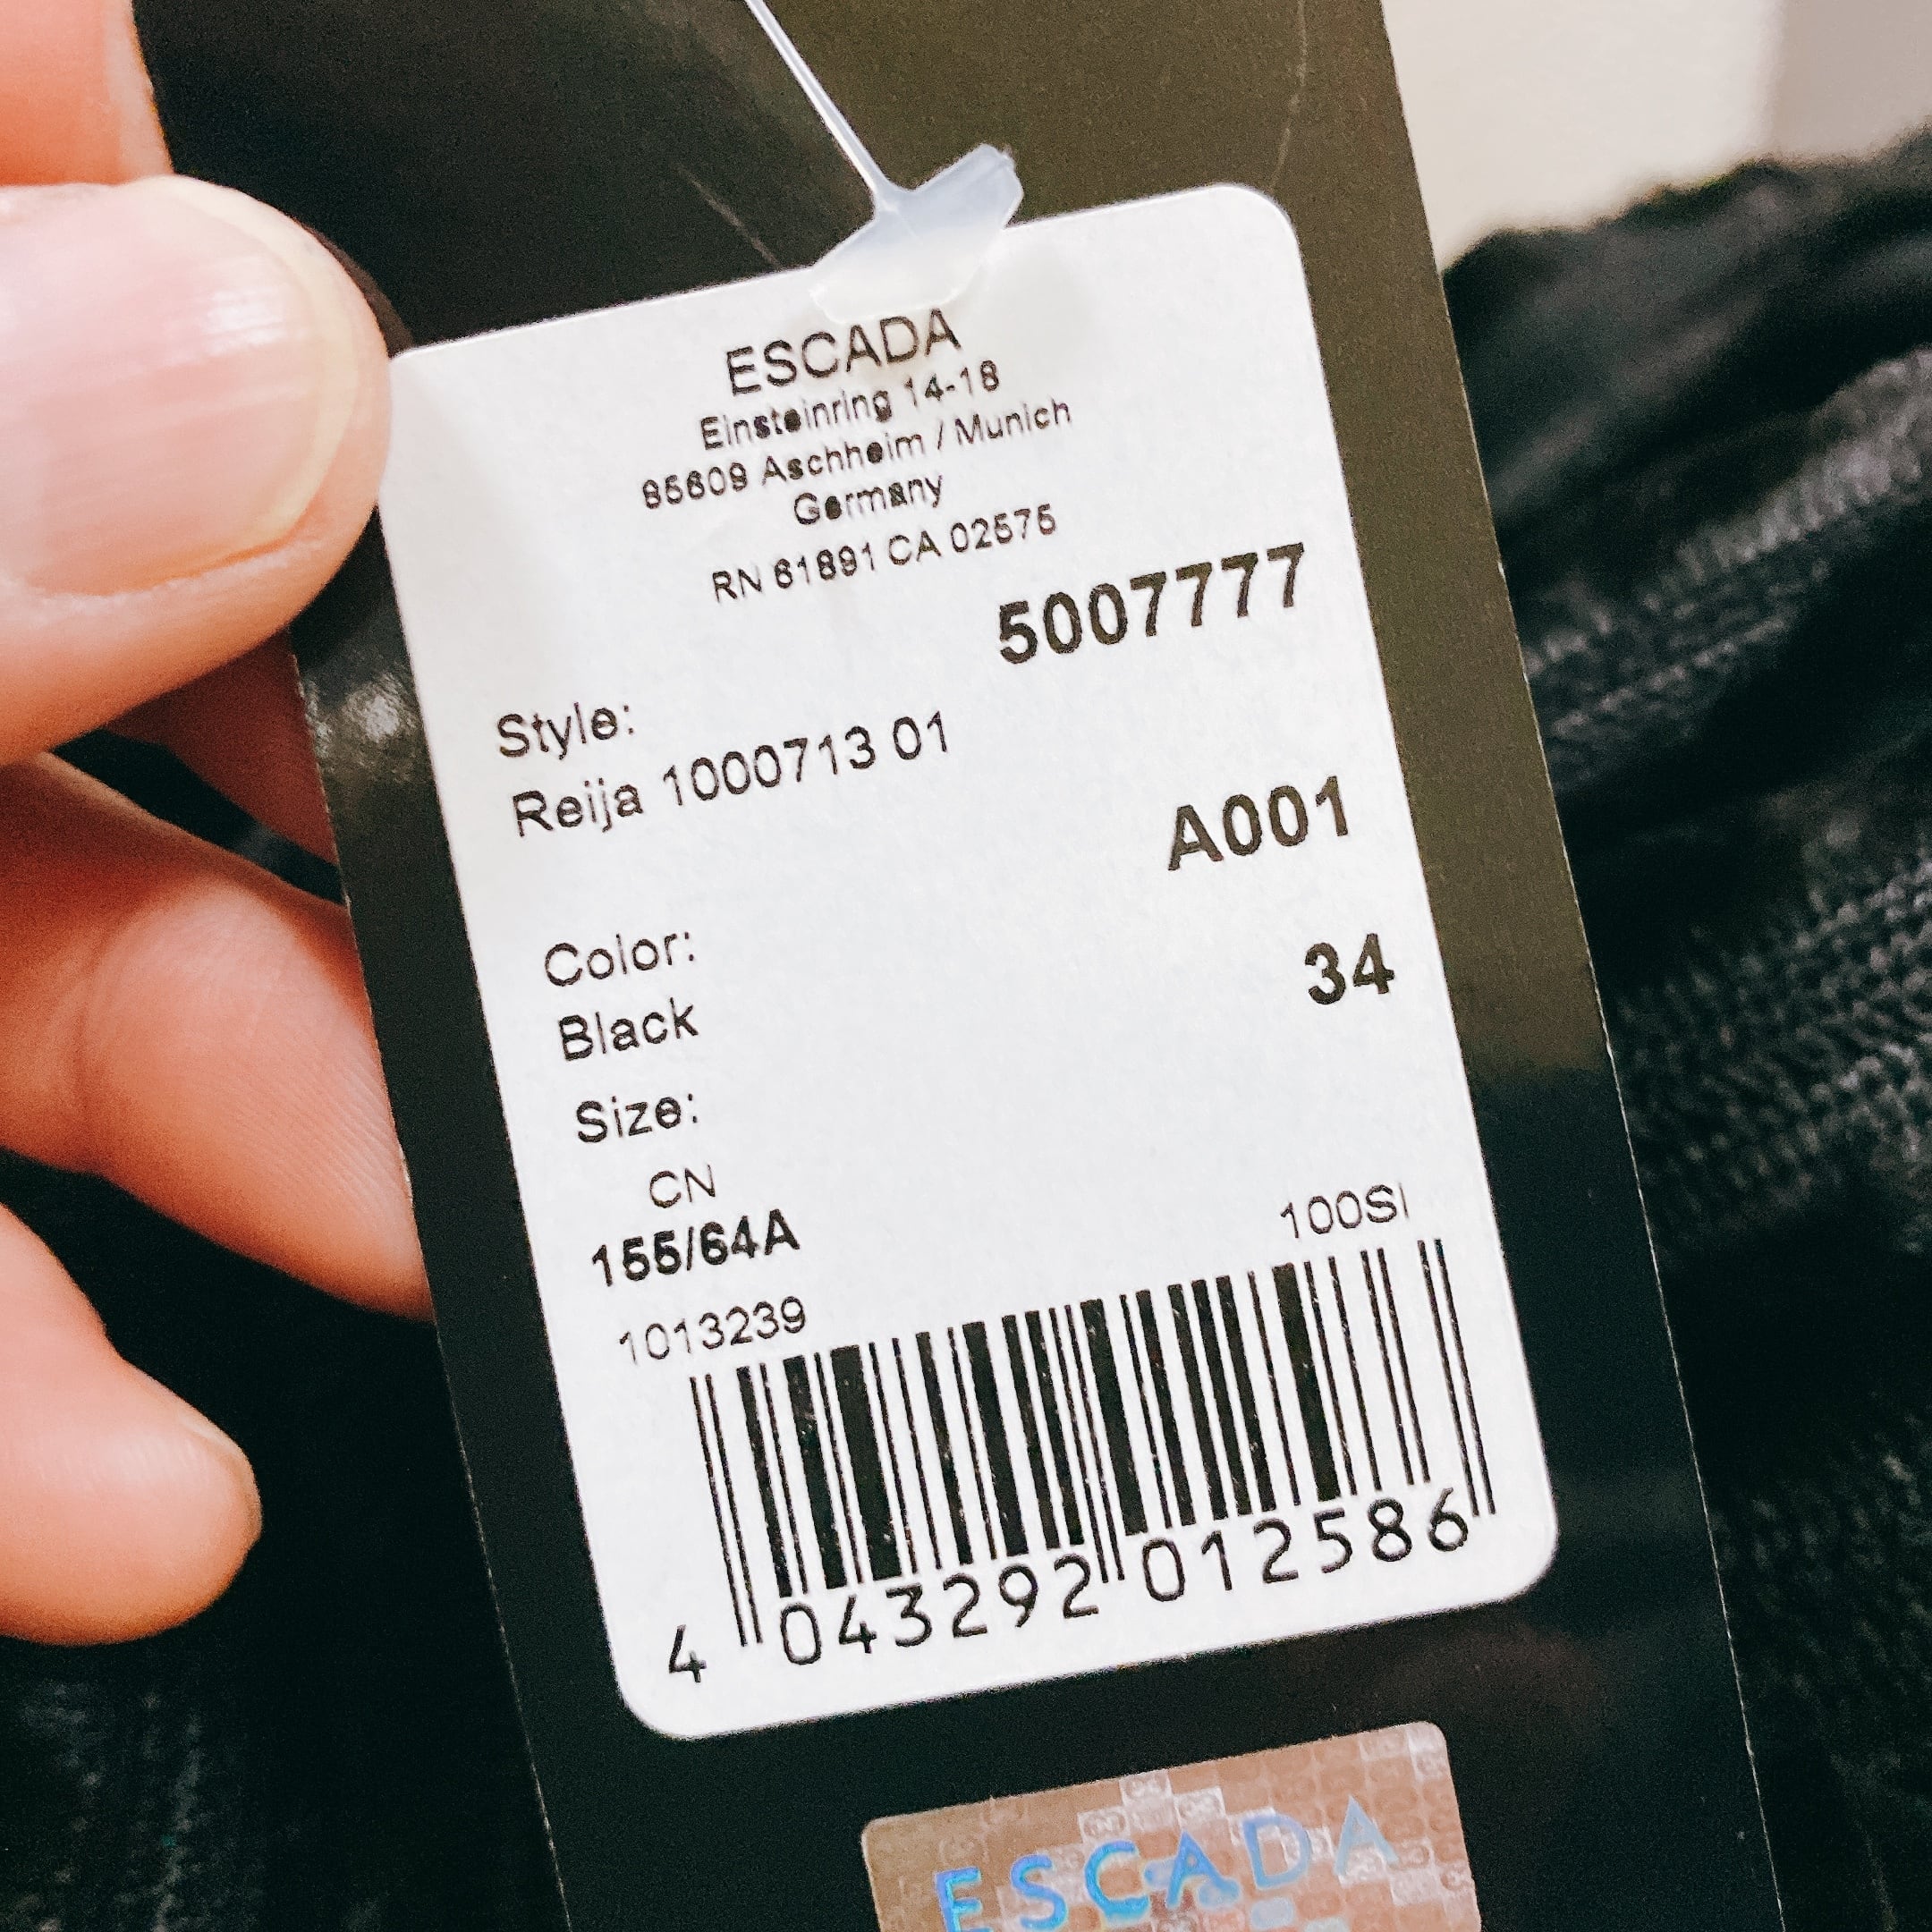 ESCADA
Einsteinring 14-18
85609 Aschheim / Munich
Germany
RN 61891 CA 02575
5007777
Style:
Reija 1000713 01
A001
Color:
Black
34
Size:
CN
155/64A
100SI
1013239
4 043292 012586
ESCADA